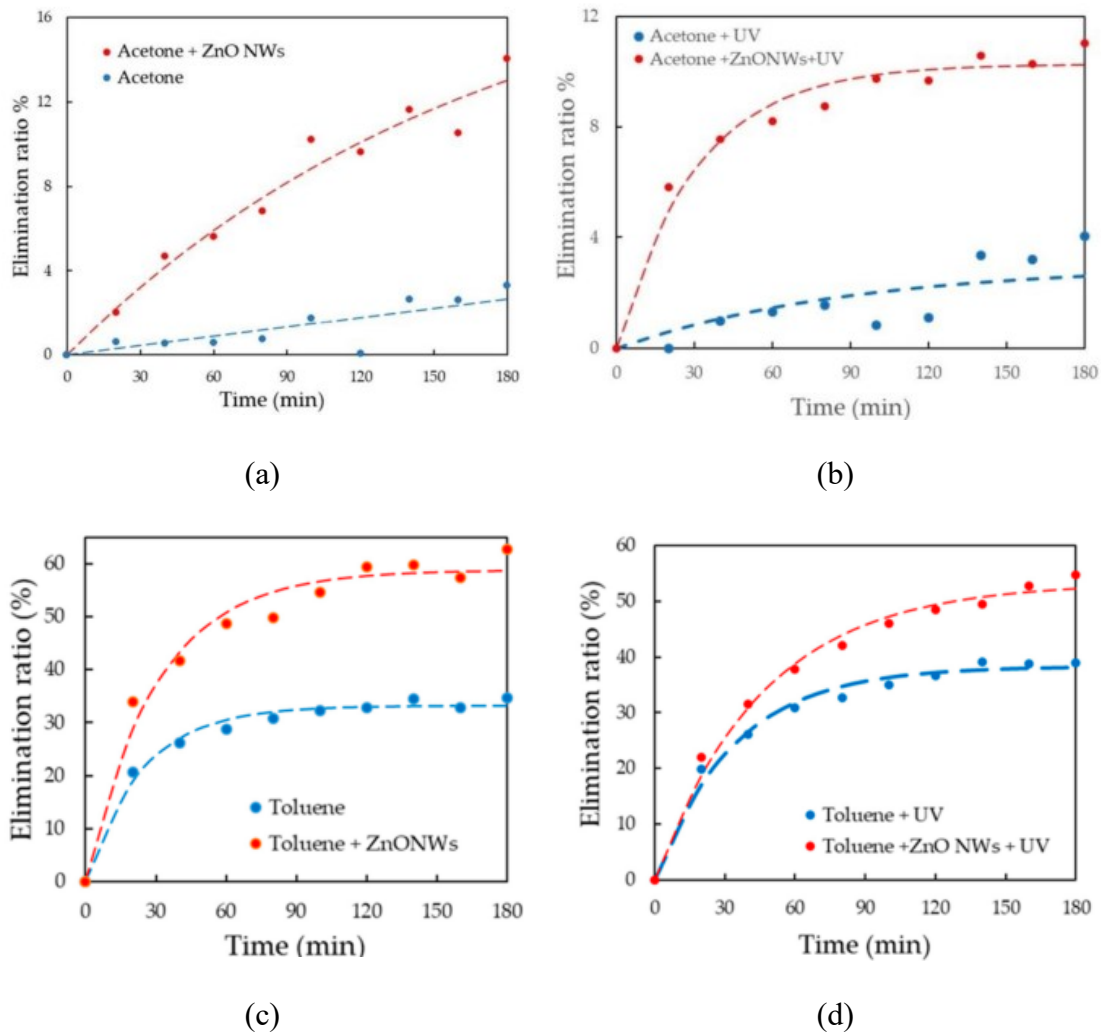 16
12
8
4
0
Elimination ratio %
Acetone + ZnO NWs
Acetone
0 30 60 90 120 150 180
Time (min)
(a)
12
8
4
0
Elimination ratio %
Acetone + UV
Acetone +ZnONWs+UV
0 30 60 90 120 150 180
Time (min)
(b)
60
50
40
30
20
10
0
Elimination ratio (%)
Toluene
Toluene + ZnONWs
0 30 60 90 120 150 180
Time (min)
(c)
60
50
40
30
20
10
0
Elimination ratio (%)
Toluene + UV
Toluene +ZnO NWs + UV
0 30 60 90 120 150 180
Time (min)
(d)